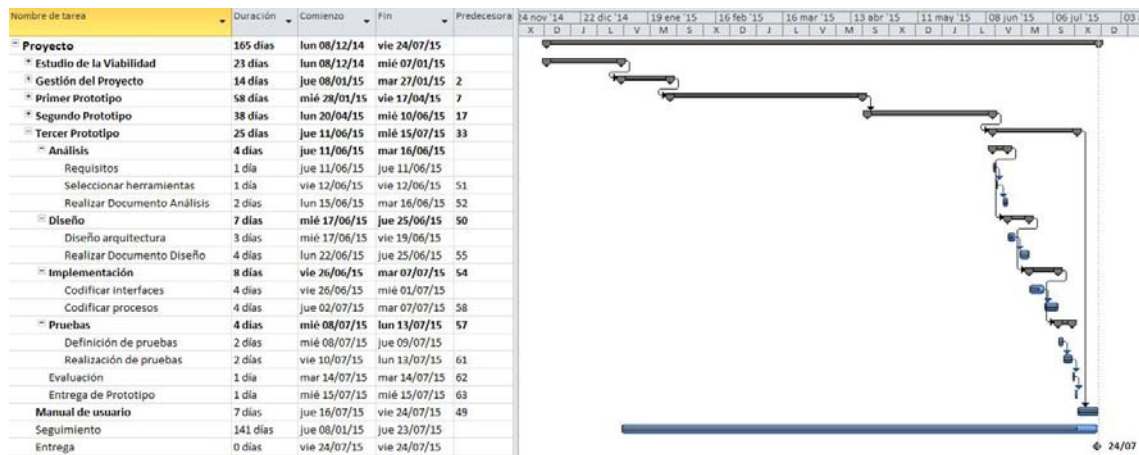 Nombre de tarea Duración Comienzo Fin Predecesora 24 nov '14 22 dic '14 19 ene '15 16 feb '15 16 mar '15 13 abr '15 11 may '15 08 jun '15 06 jul '15 03
X D J L V M S X D J L V M S X D J L V M S X D
Proyecto 165 días lun 08/12/14 vie 24/07/15
Estudio de la Viabilidad 23 días lun 08/12/14 mié 07/01/15
Gestión del Proyecto 14 días jue 08/01/15 mar 27/01/15 2
Primer Prototipo 58 días mié 28/01/15 vie 17/04/15 7
Segundo Prototipo 38 días lun 20/04/15 mié 10/06/15 17
Tercer Prototipo 25 días jue 11/06/15 mié 15/07/15 33
Análisis 4 días jue 11/06/15 mar 16/06/15
Requisitos 1 día jue 11/06/15 jue 11/06/15
Seleccionar herramientas 1 día vie 12/06/15 vie 12/06/15 51
Realizar Documento Análisis 2 días lun 15/06/15 mar 16/06/15 52
Diseño 7 días mié 17/06/15 jue 25/06/15 50
Diseño arquitectura 3 días mié 17/06/15 vie 19/06/15
Realizar Documento Diseño 4 días lun 22/06/15 jue 25/06/15 55
Implementación 8 días vie 26/06/15 mar 07/07/15 54
Codificar interfaces 4 días vie 26/06/15 mié 01/07/15
Codificar procesos 4 días jue 02/07/15 mar 07/07/15 58
Pruebas 4 días mié 08/07/15 lun 13/07/15 57
Definición de pruebas 2 días mié 08/07/15 jue 09/07/15
Realización de pruebas 2 días vie 10/07/15 lun 13/07/15 61
Evaluación 1 día mar 14/07/15 mar 14/07/15 62
Entrega de Prototipo 1 día mié 15/07/15 mié 15/07/15 63
Manual de usuario 7 días jue 16/07/15 vie 24/07/15 49
Seguimiento 141 días jue 08/01/15 jue 23/07/15
Entrega 0 días vie 24/07/15 vie 24/07/15 24/07